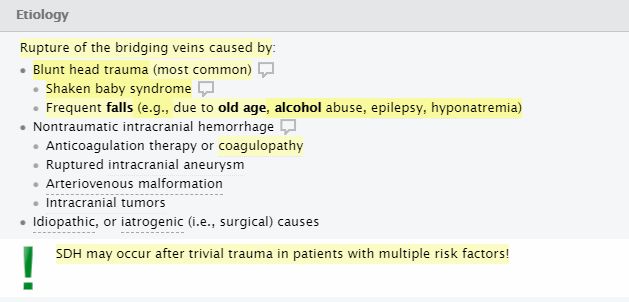 Etiology
Rupture of the bridging veins caused by:
Blunt head trauma (most common)
Shaken baby syndrome
Frequent falls (e.g., due to old age, alcohol abuse, epilepsy, hyponatremia)
Nontraumatic intracranial hemorrhage
Anticoagulation therapy or coagulopathy
Ruptured intracranial aneurysm
Arteriovenous malformation
Intracranial tumors
Idiopathic, or iatrogenic (i.e., surgical) causes
SDH may occur after trivial trauma in patients with multiple risk factors!